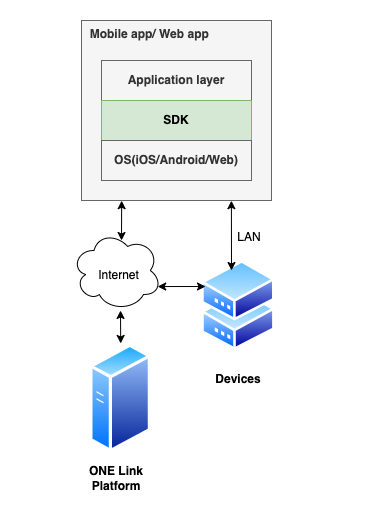 Mobile app/ Web app
Application layer
SDK
OS(iOS/Android/Web)
LAN
Internet
Devices
ONE Link
Platform